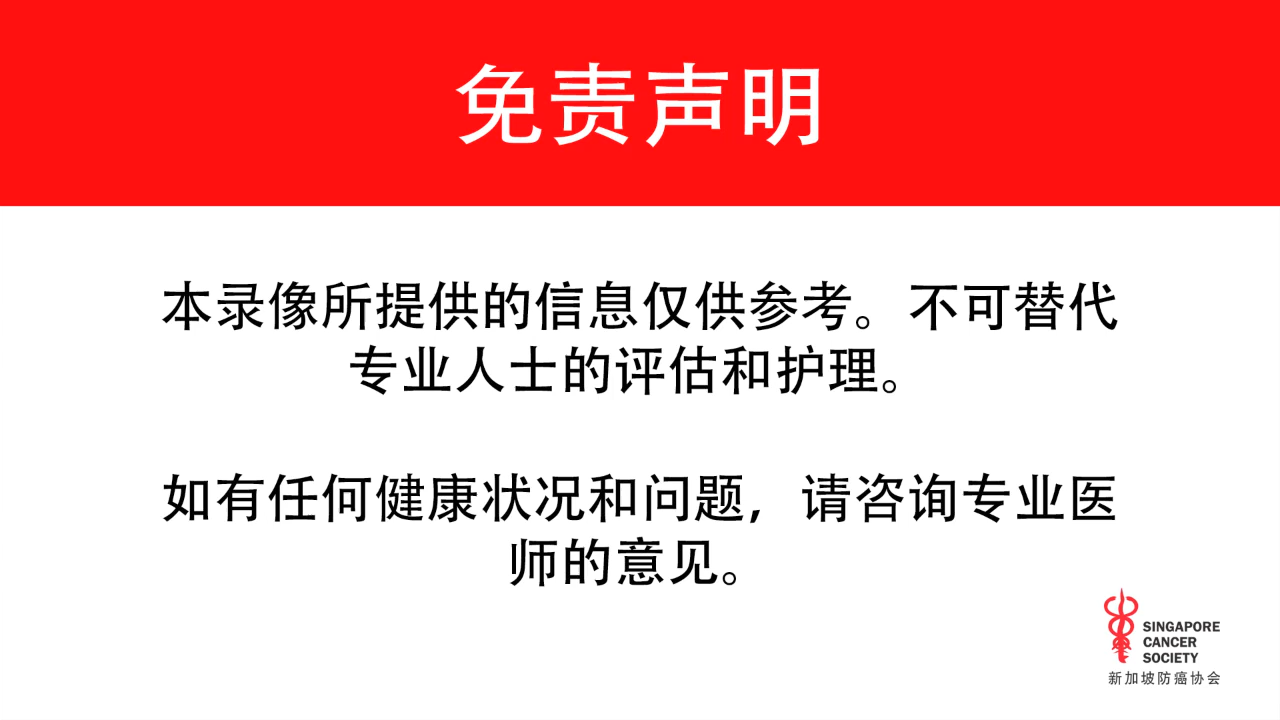 免责声明
本录像所提供的信息仅供参考。不可替代
专业人士的评估和护理。
如有任何健康状况和问题，请咨询专业医
师的意见。
SINGAPORE
CANCER
SOCIETY
新加坡防癌协会